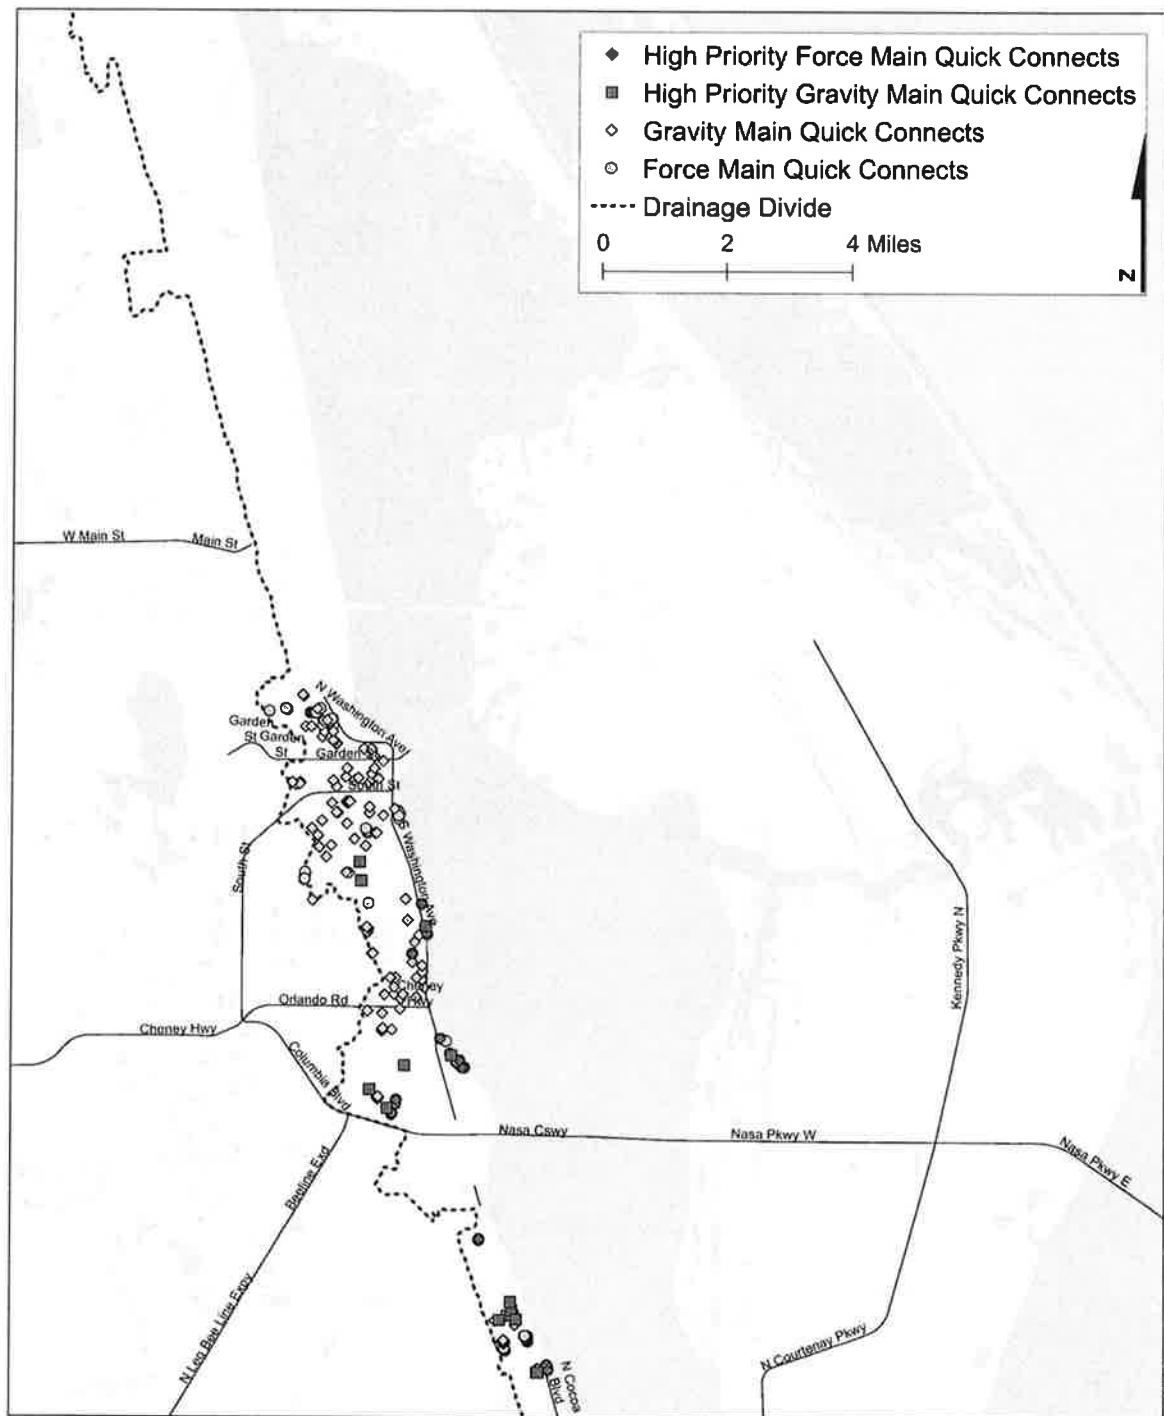 High Priority Force Main Quick Connects
High Priority Gravity Main Quick Connects
Gravity Main Quick Connects
Force Main Quick Connects
Drainage Divide
0 2 4 Miles
N
W Main St
Main St
N Washington Ave
Garden
St
Garden
St
Garden St
South St
South St
S Washington Ave
Kennedy Pkwy N
Cheney
Hwy
Orlando Rd
Cheney Hwy
Columbia Blvd
Nasa Cswy
Nasa Pkwy W
Nasa Pkwy E
Beeline Exd
N Leg Bee Line Expy
N Courtenay Pkwy
N Cocoa
Blvd